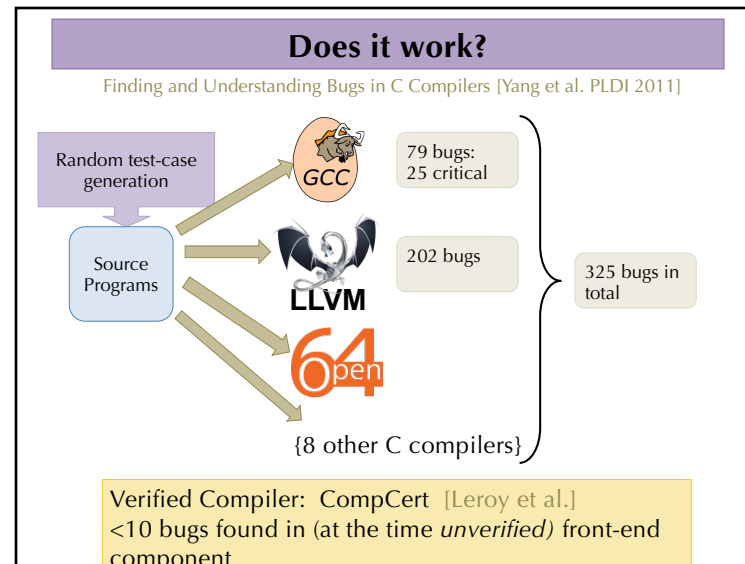 Does it work?
Finding and Understanding Bugs in C Compilers [Yang et al. PLDI 2011]
Random test-case
generation
Source
Programs
GCC
79 bugs:
25 critical
LLVM
202 bugs
64
open
{8 other C compilers}
325 bugs in
total
Verified Compiler: CompCert [Leroy et al.]
<10 bugs found in (at the time unverified) front-end
component